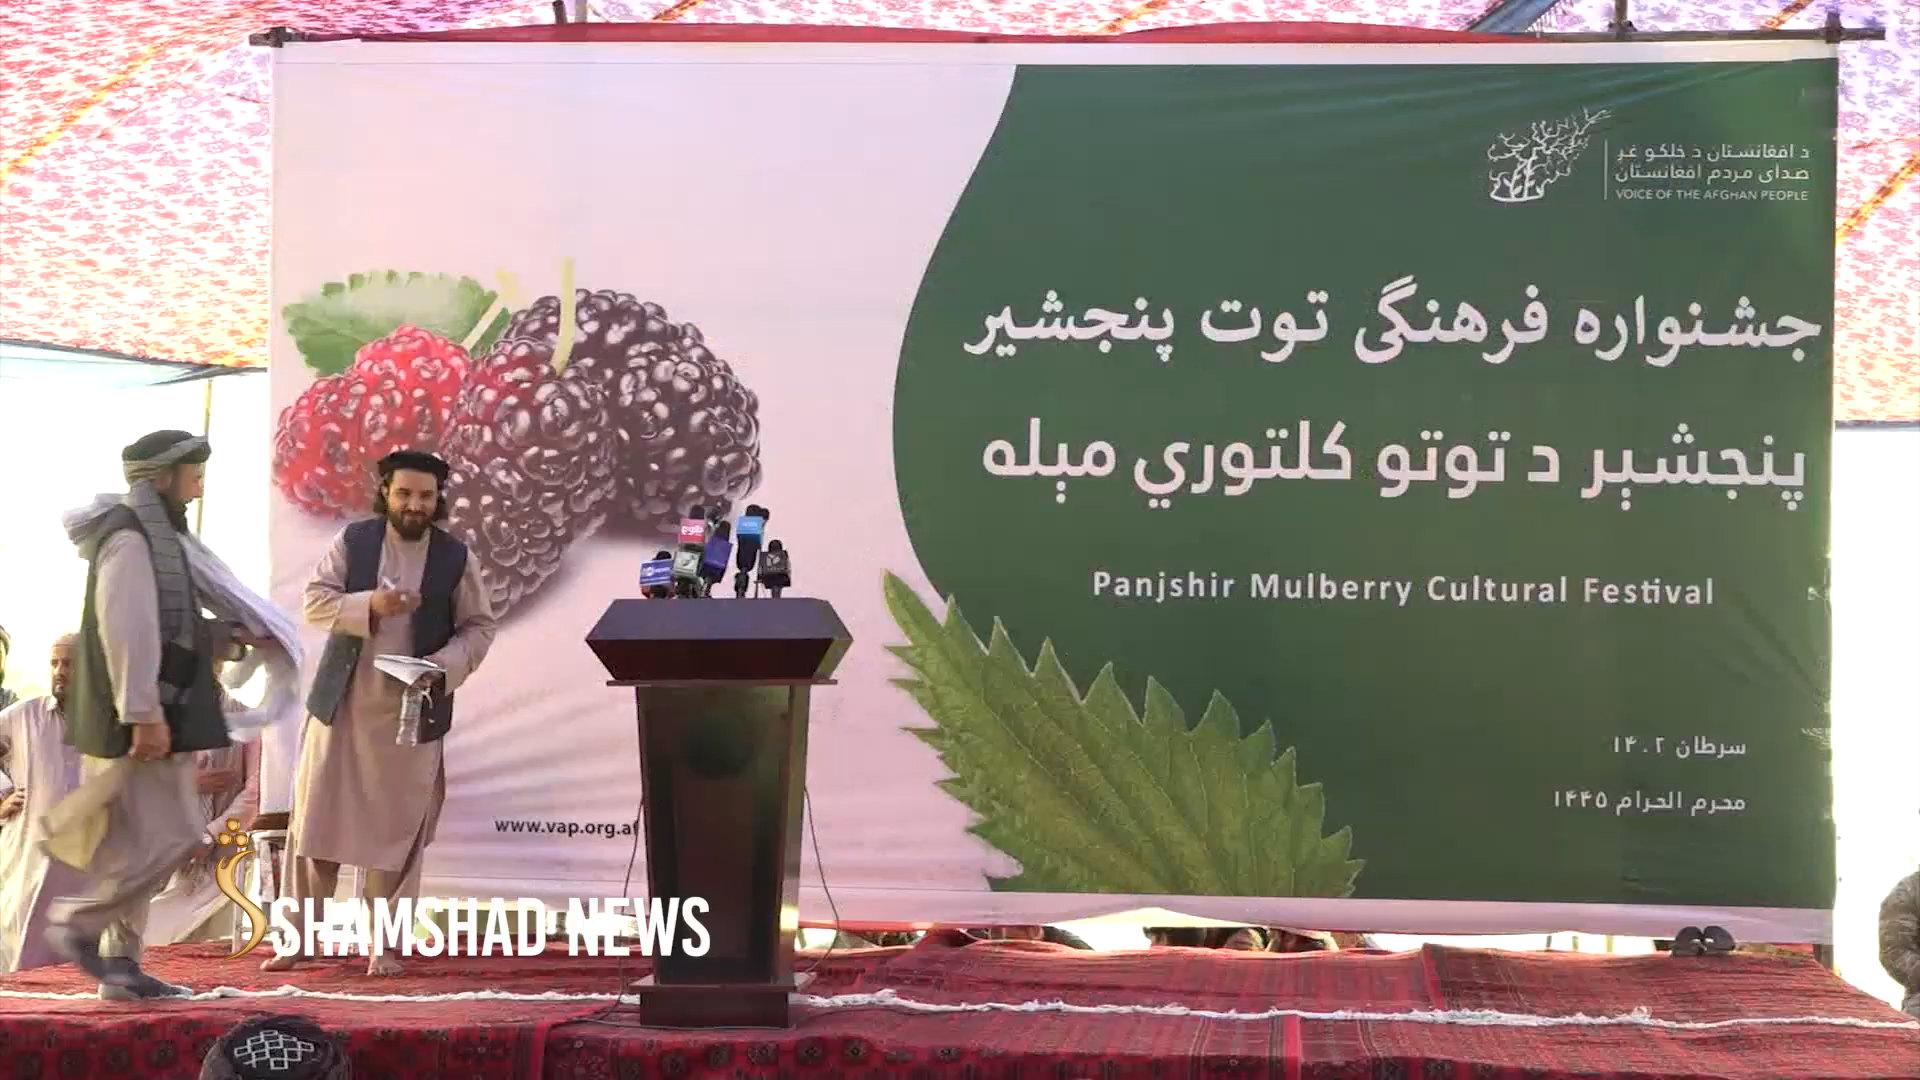 د افغانستان د خلکو غږ
صدای مردم افغانستان
VOICE OF THE AFGHAN PEOPLE
جشنواره فرهنگی توت پنجشیر
پنجشېر د توتو کلتوري مېله
Panjshir Mulberry Cultural Festival
سرطان ۱۴۰۲
محرم الحرام ۱۴۴۵
www.vap.org.af
SHAMSHAD NEWS